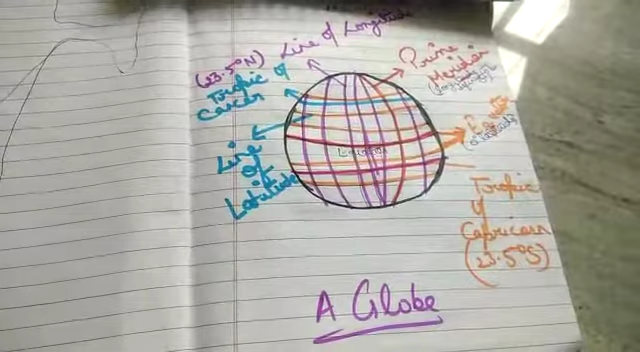 Line of Longitude
(23.5°N)
Tropic of
Cancer
Prime
Meridian
Equator
Line
of
Latitude
Tropic
of
Capricorn
(23.5°S)
A Globe